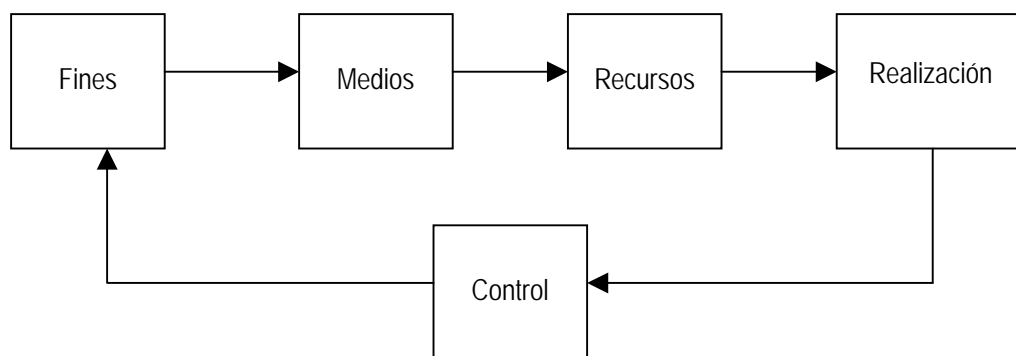 Fines
Medios
Recursos
Realización
Control